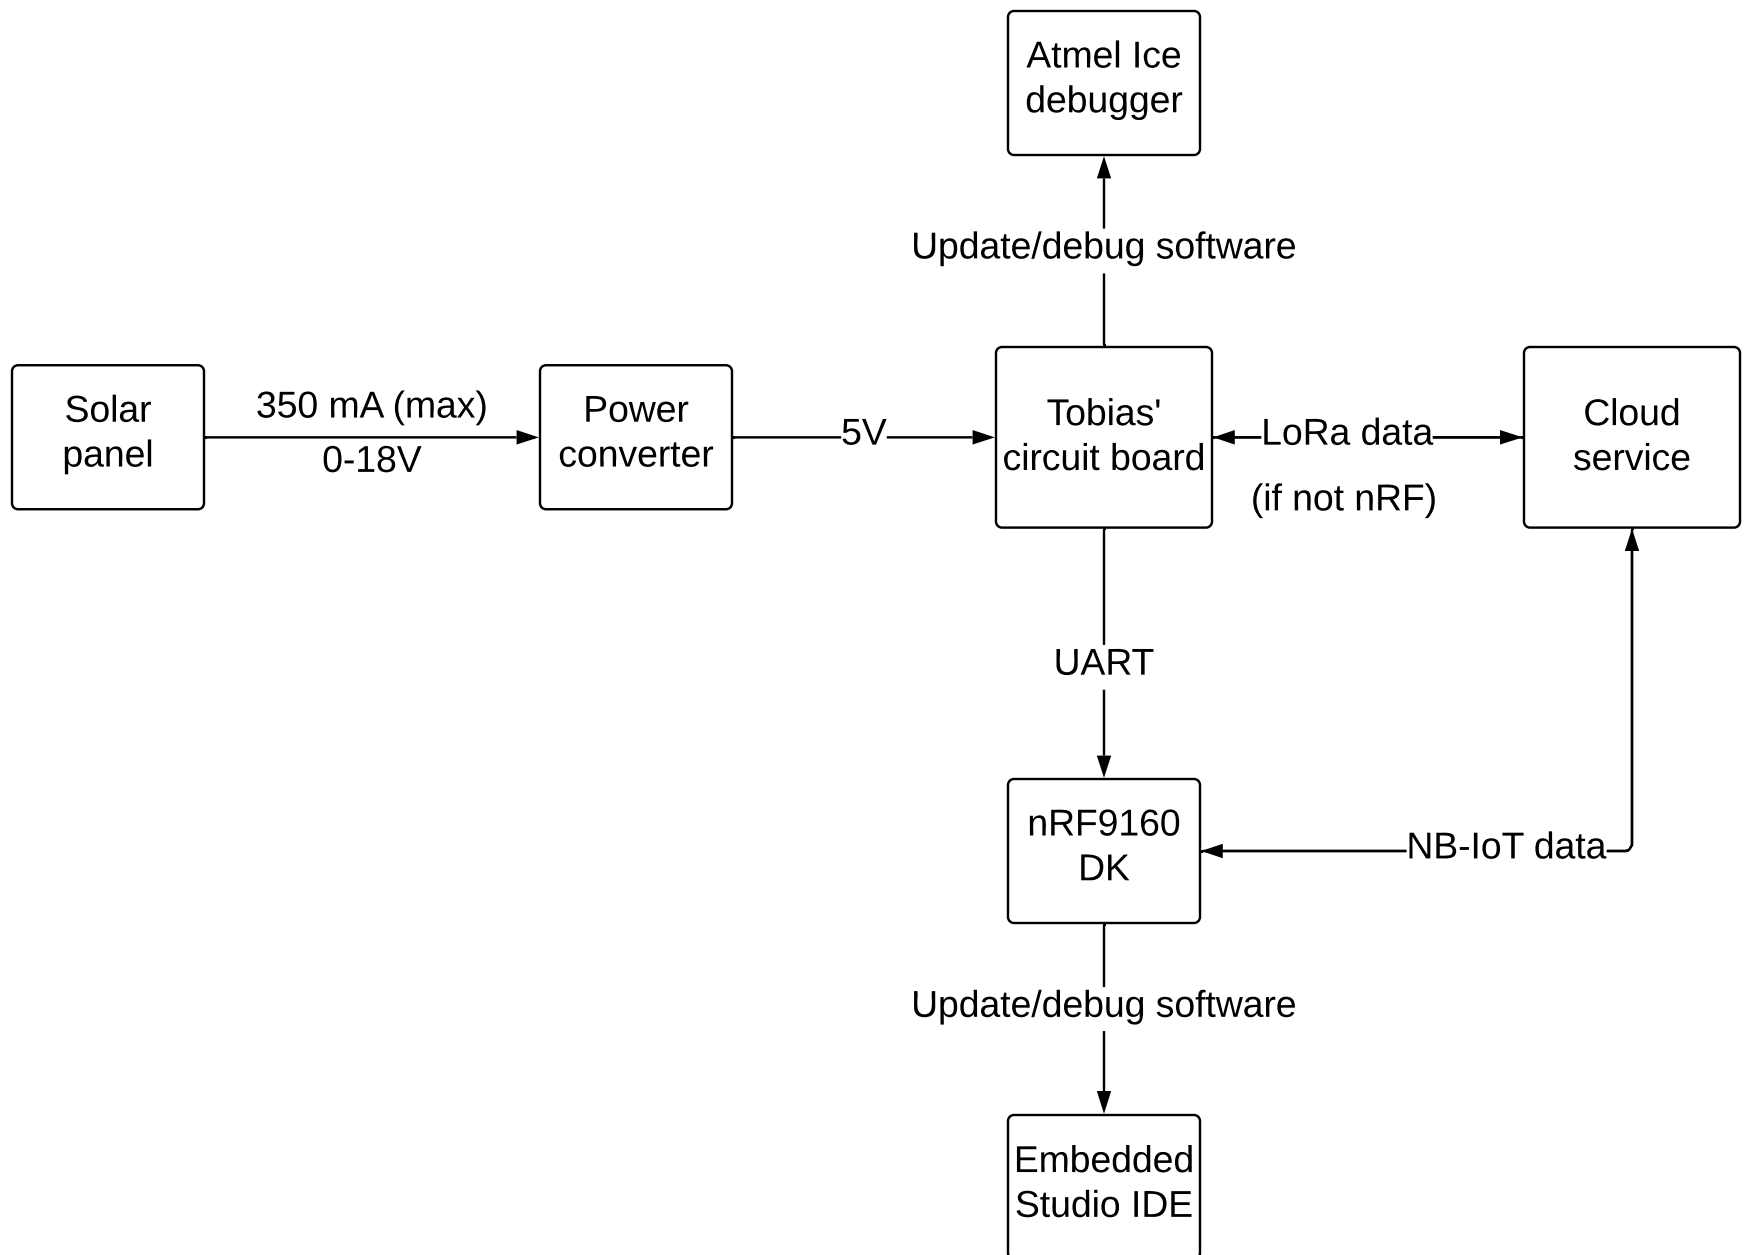 Atmel Ice
debugger
Update/debug software
Solar
panel
350 mA (max)
0-18V
Power
converter
5V
Tobias'
circuit board
LoRa data
(if not nRF)
Cloud
service
UART
nRF9160
DK
NB-IoT data
Update/debug software
Embedded
Studio IDE